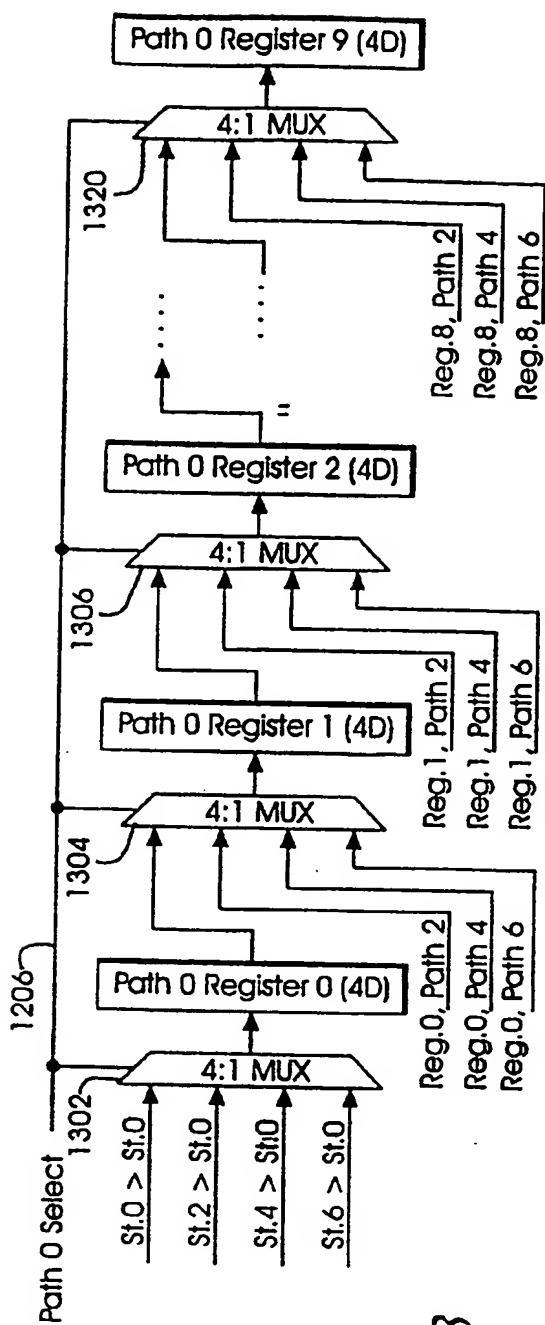 Path 0 Select
1206
1302
4:1 MUX
St.0 > St.0
St.2 > St.0
St.4 > St.0
St.6 > St.0
Path 0 Register 0 (4D)
1304
4:1 MUX
Reg.0, Path 2
Reg.0, Path 4
Reg.0, Path 6
Path 0 Register 1 (4D)
1306
4:1 MUX
Reg.1, Path 2
Reg.1, Path 4
Reg.1, Path 6
Path 0 Register 2 (4D)
=
.....
.....
1320
4:1 MUX
Reg.8, Path 2
Reg.8, Path 4
Reg.8, Path 6
Path 0 Register 9 (4D)